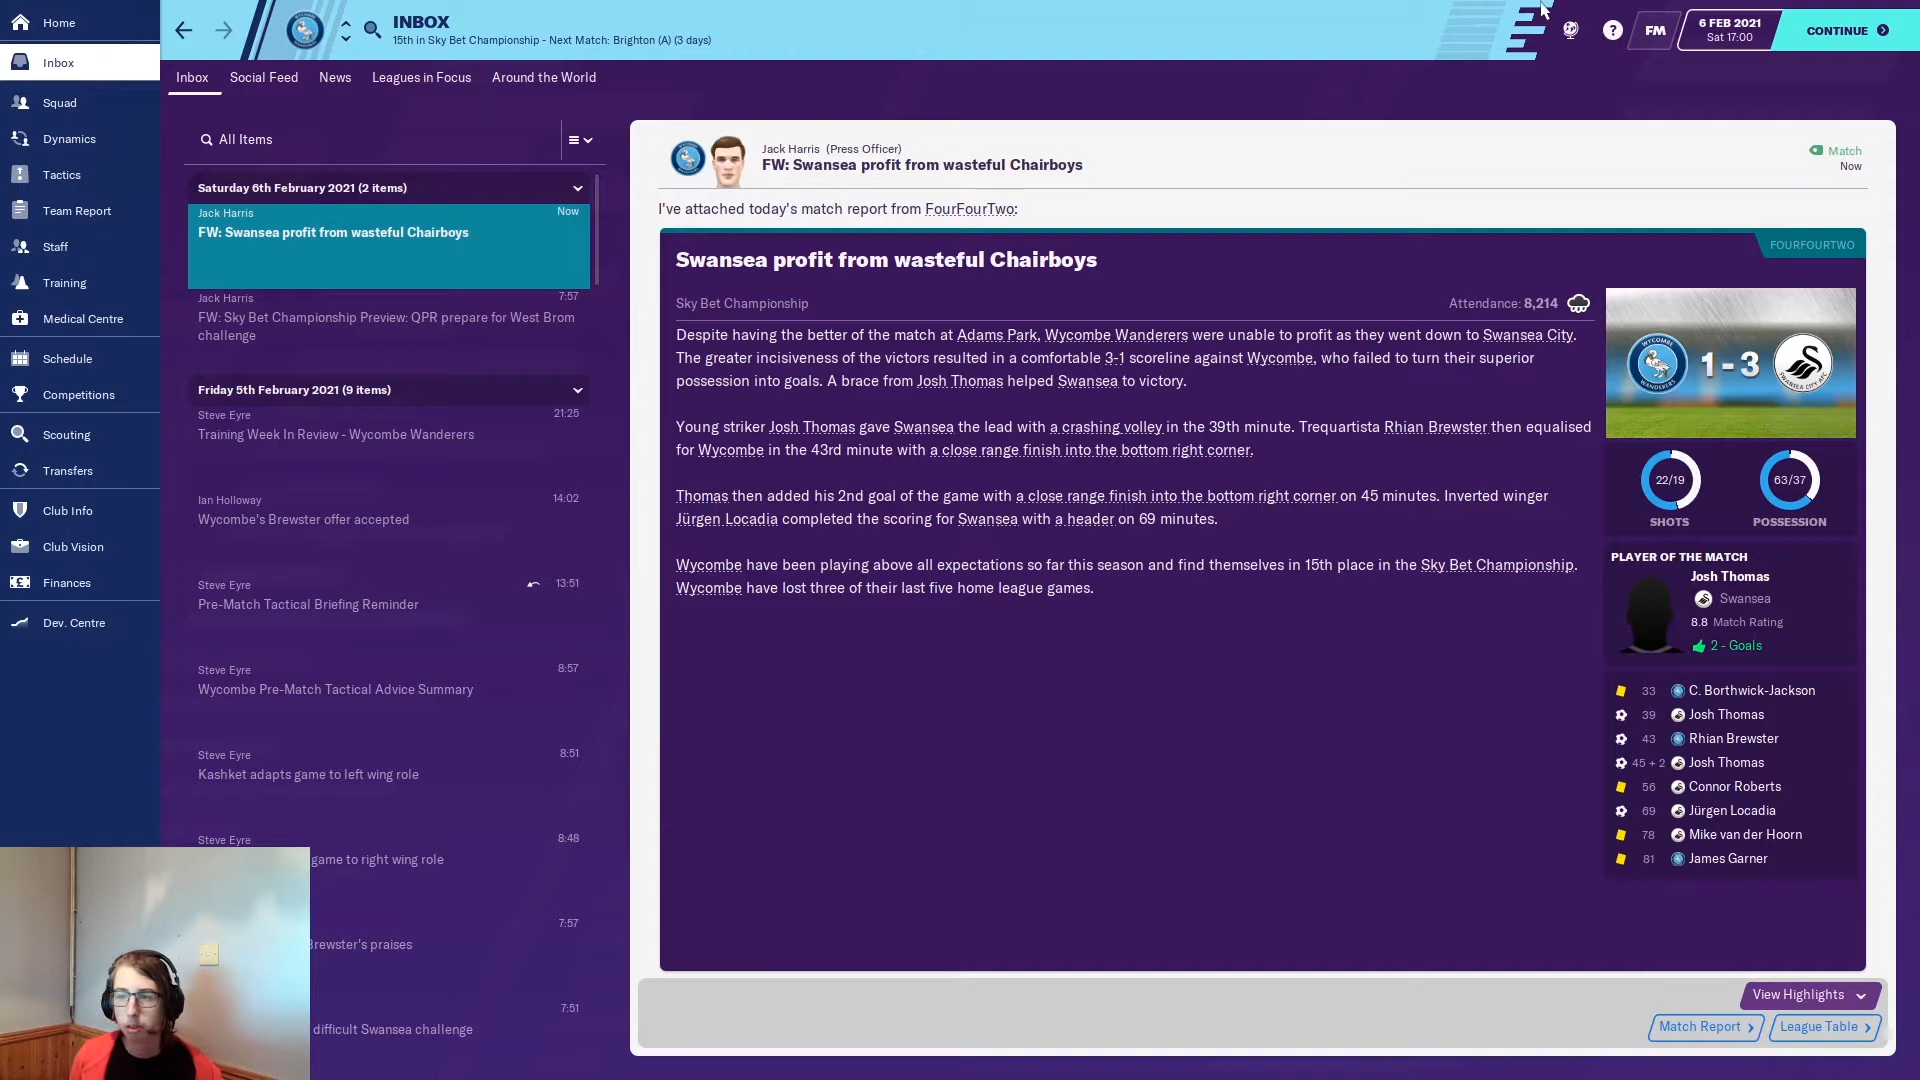 Home
Inbox
Squad
Dynamics
Tactics
Team Report
Staff
Training
Medical Centre
Schedule
Competitions
Scouting
Transfers
Club Info
Club Vision
Finances
Dev. Centre
INBOX
15th in Sky Bet Championship - Next Match: Brighton (A) (3 days)
?
FM
6 FEB 2021
Sat 17:00
CONTINUE
Inbox
Social Feed
News
Leagues in Focus
Around the World
All Items
Saturday 6th February 2021 (2 items)
Jack Harris
Now
FW: Swansea profit from wasteful Chairboys
Jack Harris
7:57
FW: Sky Bet Championship Preview: QPR prepare for West Brom
challenge
Friday 5th February 2021 (9 items)
Steve Eyre
21:25
Training Week In Review - Wycombe Wanderers
Ian Holloway
14:02
Wycombe's Brewster offer accepted
Steve Eyre
13:51
Pre-Match Tactical Briefing Reminder
Steve Eyre
8:57
Wycombe Pre-Match Tactical Advice Summary
Steve Eyre
8:51
Kashket adapts game to left wing role
Steve Eyre
8:48
game to right wing role
7:57
Brewster's praises
7:51
difficult Swansea challenge
Jack Harris (Press Officer)
FW: Swansea profit from wasteful Chairboys
Match
Now
I've attached today's match report from FourFourTwo:
FOURFOURTWO
Swansea profit from wasteful Chairboys
Sky Bet Championship
Attendance: 8,214
Despite having the better of the match at Adams Park, Wycombe Wanderers were unable to profit as they went down to Swansea City.
The greater incisiveness of the victors resulted in a comfortable 3-1 scoreline against Wycombe, who failed to turn their superior
possession into goals. A brace from Josh Thomas helped Swansea to victory.
Young striker Josh Thomas gave Swansea the lead with a crashing volley in the 39th minute. Trequartista Rhian Brewster then equalised
for Wycombe in the 43rd minute with a close range finish into the bottom right corner.
Thomas then added his 2nd goal of the game with a close range finish into the bottom right corner on 45 minutes. Inverted winger
Jürgen Locadia completed the scoring for Swansea with a header on 69 minutes.
Wycombe have been playing above all expectations so far this season and find themselves in 15th place in the Sky Bet Championship.
Wycombe have lost three of their last five home league games.
WYCOMBE
WANDERERS
1 - 3
SWANSEA CITY AFC
22/19
SHOTS
63/37
POSSESSION
PLAYER OF THE MATCH
Josh Thomas
Swansea
8.8 Match Rating
2 - Goals
33 C. Borthwick-Jackson
39 Josh Thomas
43 Rhian Brewster
45 + 2 Josh Thomas
56 Connor Roberts
69 Jürgen Locadia
78 Mike van der Hoorn
81 James Garner
View Highlights
Match Report
League Table